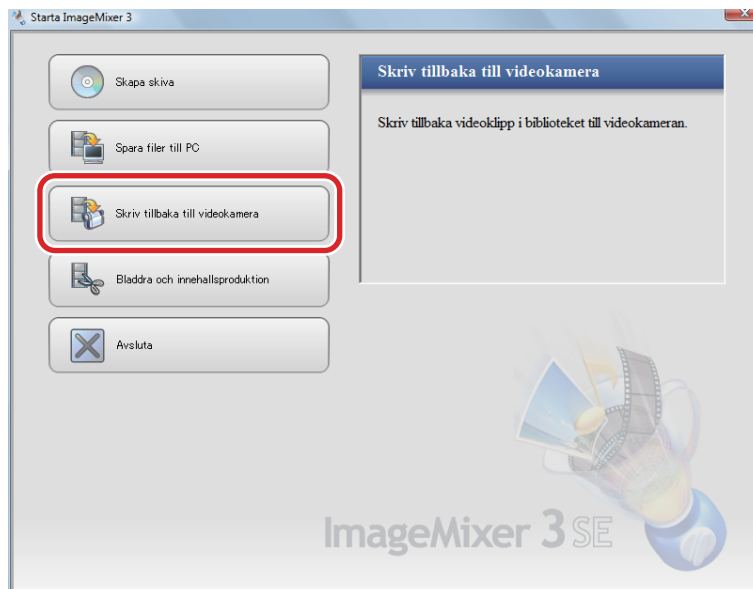 Starta ImageMixer 3
Skapa skiva
Spara filer till PC
Skriv tillbaka till videokamera
Bladdra och innehallsproduktion
Avsluta
Skriv tillbaka till videokamera
Skriv tillbaka videoklipp i biblioteket till videokameran.
ImageMixer 3 SE